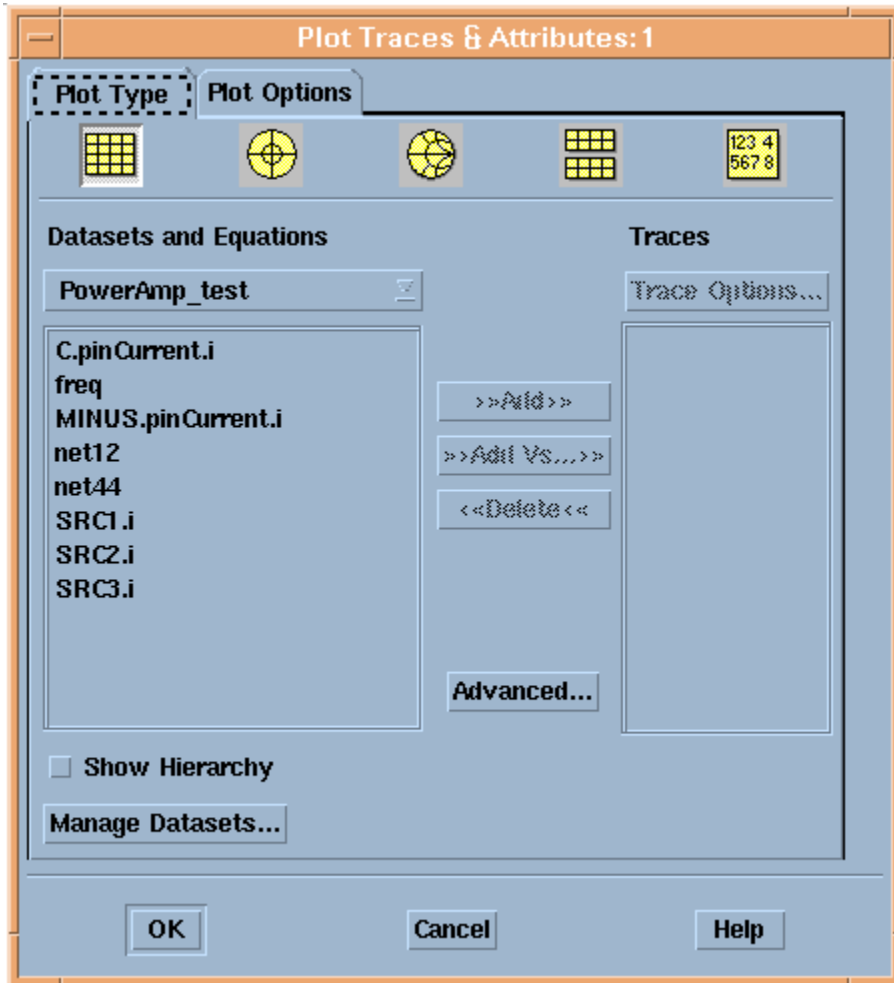 Plot Traces & Attributes:1
Plot Type Plot Options
123 4
567 8
Datasets and Equations Traces
PowerAmp_test Trace Options...
C.pinCurrent.i
freq
MINUS.pinCurrent.i
net12
net44
SRC1.i
SRC2.i
SRC3.i
>>Add>>
>>Add Vs...>>
<<Delete<<
Advanced...
Show Hierarchy
Manage Datasets...
OK Cancel Help